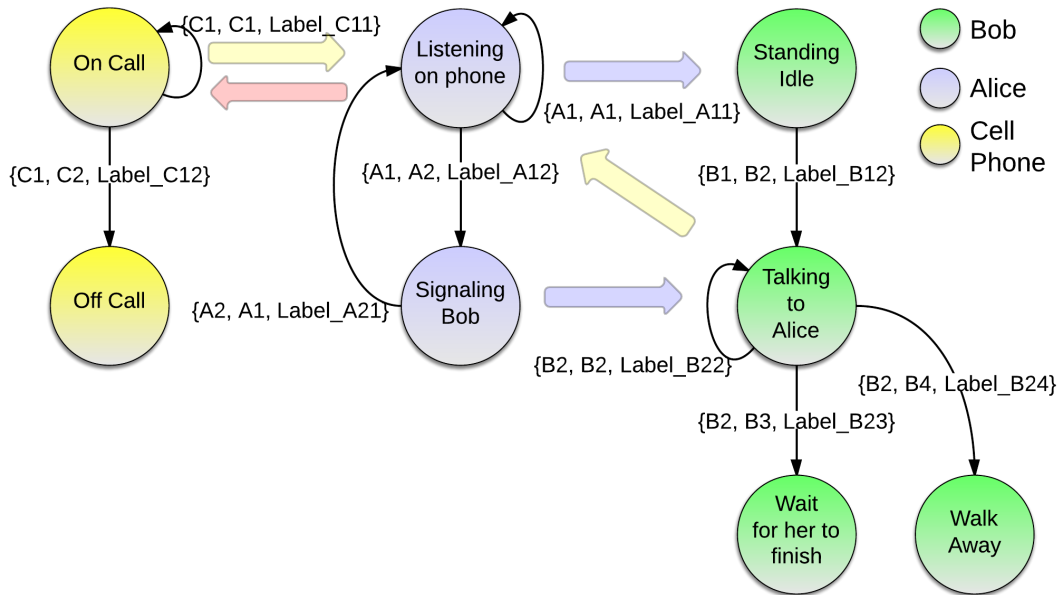 {C1, C1, Label_C11}
On Call
Listening
on phone
Standing
Idle
Bob
Alice
Cell
Phone
{A1, A1, Label_A11}
{C1, C2, Label_C12}
{A1, A2, Label_A12}
{B1, B2, Label_B12}
Off Call
{A2, A1, Label_A21}
Signaling
Bob
Talking
to
Alice
{B2, B2, Label_B22}
{B2, B4, Label_B24}
{B2, B3, Label_B23}
Wait
for her to
finish
Walk
Away